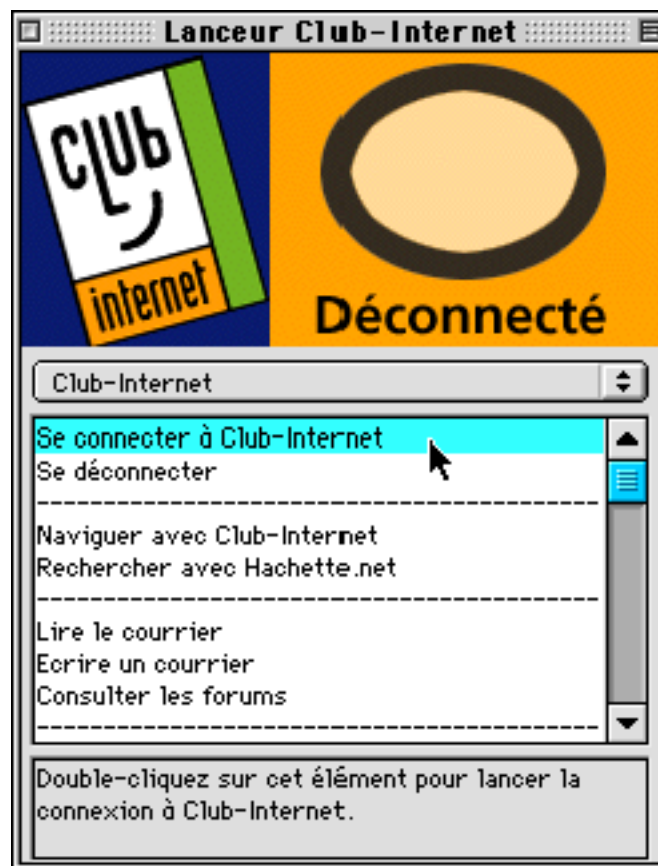 Lanceur Club-Internet
CLUb
internet
Déconnecté
Club-Internet
Se connecter à Club-Internet
Se déconnecter
------------------------------------
Naviguer avec Club-Internet
Rechercher avec Hachette.net
------------------------------------
Lire le courrier
Ecrire un courrier
Consulter les forums
------------------------------------
Double-cliquez sur cet élément pour lancer la
connexion à Club-Internet.